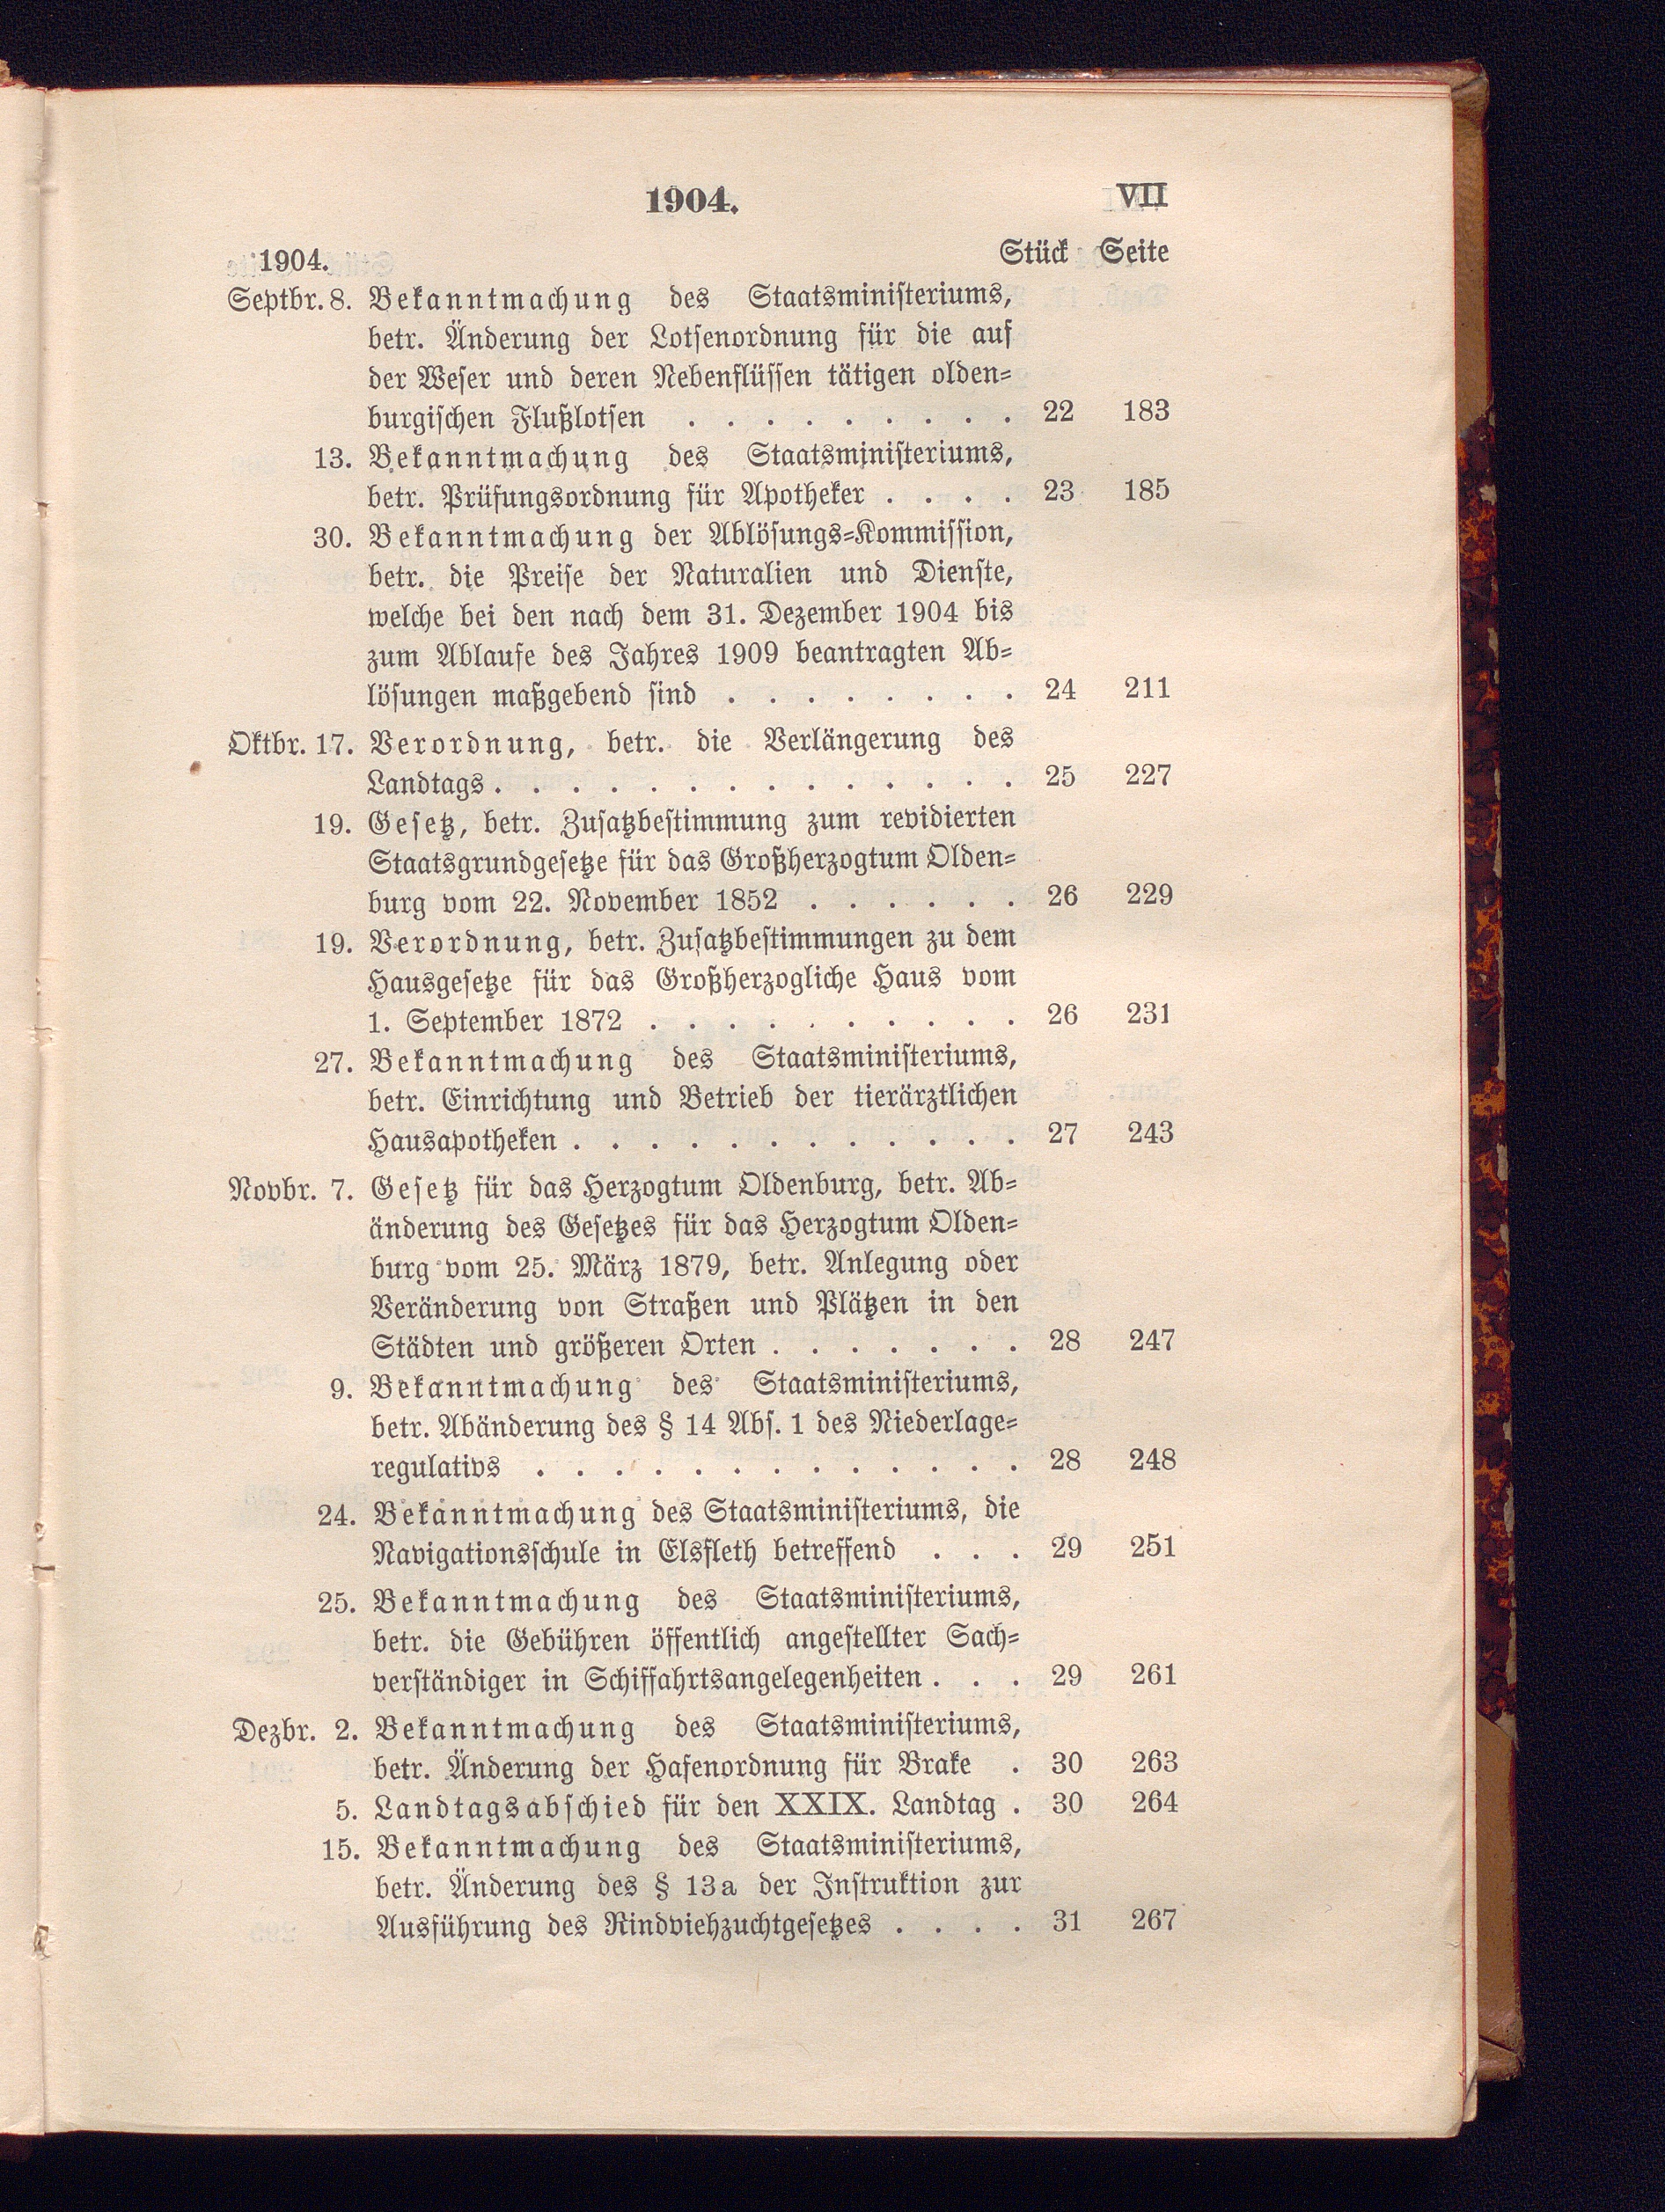 1904. VII
1904. Stück Seite
Septbr. 8. Bekanntmachung des Staatsministeriums,
betr. Änderung der Lotsenordnung für die auf
der Weser und deren Nebenflüssen tätigen olden=
burgischen Flußlotsen . . . . . . . . . 22 183
13. Bekanntmachung des Staatsministeriums,
betr. Prüfungsordnung für Apotheker . . . . 23 185
30. Bekanntmachung der Ablösungs=Kommission,
betr. die Preise der Naturalien und Dienste,
welche bei den nach dem 31. Dezember 1904 bis
zum Ablaufe des Jahres 1909 beantragten Ab=
lösungen maßgebend sind . . . . . . . . 24 211
Oktbr. 17. Verordnung, betr. die Verlängerung des
Landtags . . . . . . . . . . . . . . 25 227
19. Gesetz, betr. Zusatzbestimmung zum revidierten
Staatsgrundgesetze für das Großherzogtum Olden=
burg vom 22. November 1852 . . . . . . 26 229
19. Verordnung, betr. Zusatzbestimmungen zu dem
Hausgesetze für das Großherzogliche Haus vom
1. September 1872 . . . . . . . . . . 26 231
27. Bekanntmachung des Staatsministeriums,
betr. Einrichtung und Betrieb der tierärztlichen
Hausapotheken . . . . . . . . . . . . 27 243
Novbr. 7. Gesetz für das Herzogtum Oldenburg, betr. Ab=
änderung des Gesetzes für das Herzogtum Olden=
burg vom 25. März 1879, betr. Anlegung oder
Veränderung von Straßen und Plätzen in den
Städten und größeren Orten . . . . . . . 28 247
9. Bekanntmachung des Staatsministeriums,
betr. Abänderung des § 14 Abs. 1 des Niederlage=
regulativs . . . . . . . . . . . . . 28 248
24. Bekanntmachung des Staatsministeriums, die
Navigationsschule in Elsfleth betreffend . . . 29 251
25. Bekanntmachung des Staatsministeriums,
betr. die Gebühren öffentlich angestellter Sach=
verständiger in Schiffahrtsangelegenheiten . . . 29 261
Dezbr. 2. Bekanntmachung des Staatsministeriums,
betr. Änderung der Hafenordnung für Brake . 30 263
5. Landtagsabschied für den XXIX. Landtag . 30 264
15. Bekanntmachung des Staatsministeriums,
betr. Änderung des § 13a der Instruktion zur
Ausführung des Rindviehzuchtgesetzes . . . . 31 267